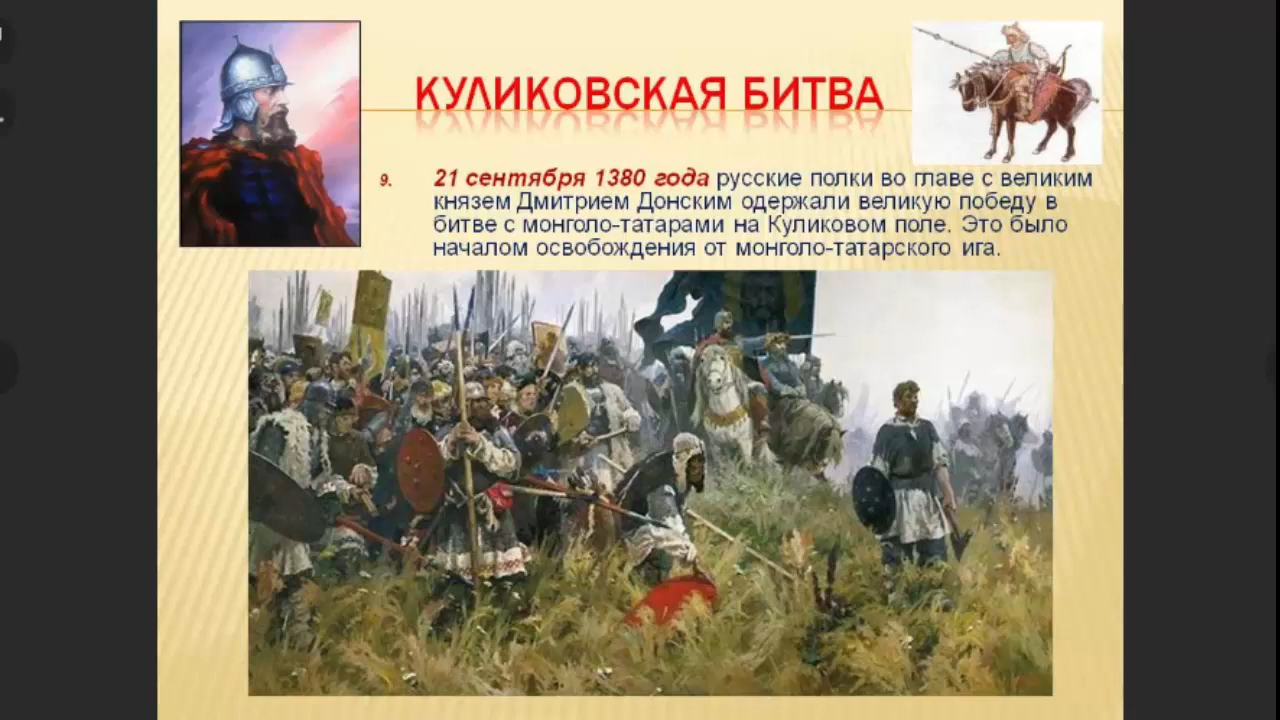 КУЛИКОВСКАЯ БИТВА
9. 21 сентября 1380 года русские полки во главе с великим
князем Дмитрием Донским одержали великую победу в
битве с монголо-татарами на Куликовом поле. Это было
началом освобождения от монголо-татарского ига.